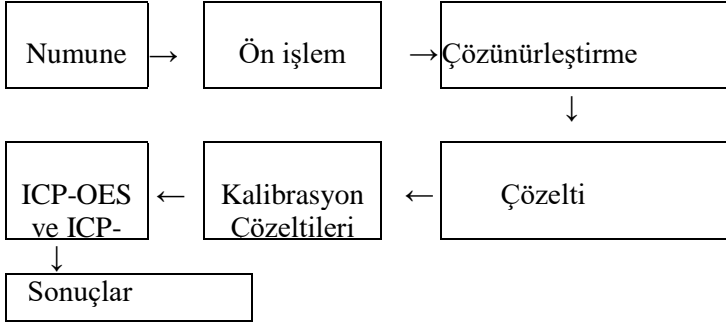 Numune → Ön işlem → Çözünürleştirme
↓
ICP-OES ← Kalibrasyon ← Çözelti
ve ICP- Çözeltileri
↓
Sonuçlar